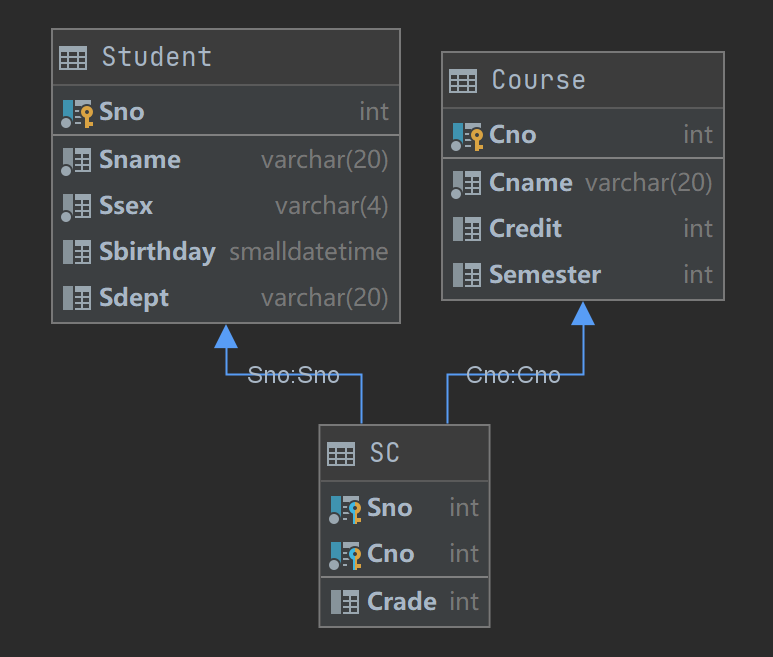 Student
Sno int
Sname varchar(20)
Ssex varchar(4)
Sbirthday smalldatetime
Sdept varchar(20)
Course
Cno int
Cname varchar(20)
Credit int
Semester int
Sno:Sno
Cno:Cno
SC
Sno int
Cno int
Crade int